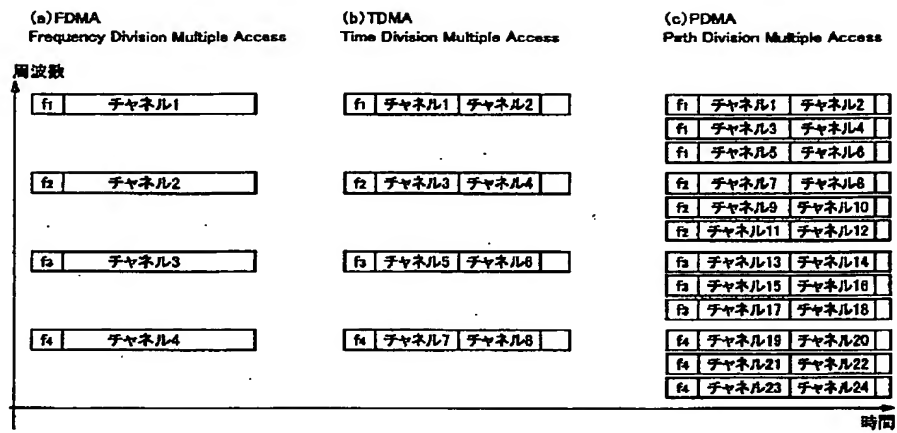 (a)FDMA
Frequency Division Multiple Access
(b)TDMA
Time Division Multiple Access
(c)PDMA
Path Division Multiple Access
周波数
f1 チャネル1
f2 チャネル2
f3 チャネル3
f4 チャネル4
f1 チャネル1 チャネル2
f2 チャネル3 チャネル4
f3 チャネル5 チャネル6
f4 チャネル7 チャネル8
f1 チャネル1 チャネル2
f1 チャネル3 チャネル4
f1 チャネル5 チャネル6
f2 チャネル7 チャネル8
f2 チャネル9 チャネル10
f2 チャネル11 チャネル12
f3 チャネル13 チャネル14
f3 チャネル15 チャネル16
f3 チャネル17 チャネル18
f4 チャネル19 チャネル20
f4 チャネル21 チャネル22
f4 チャネル23 チャネル24
時間